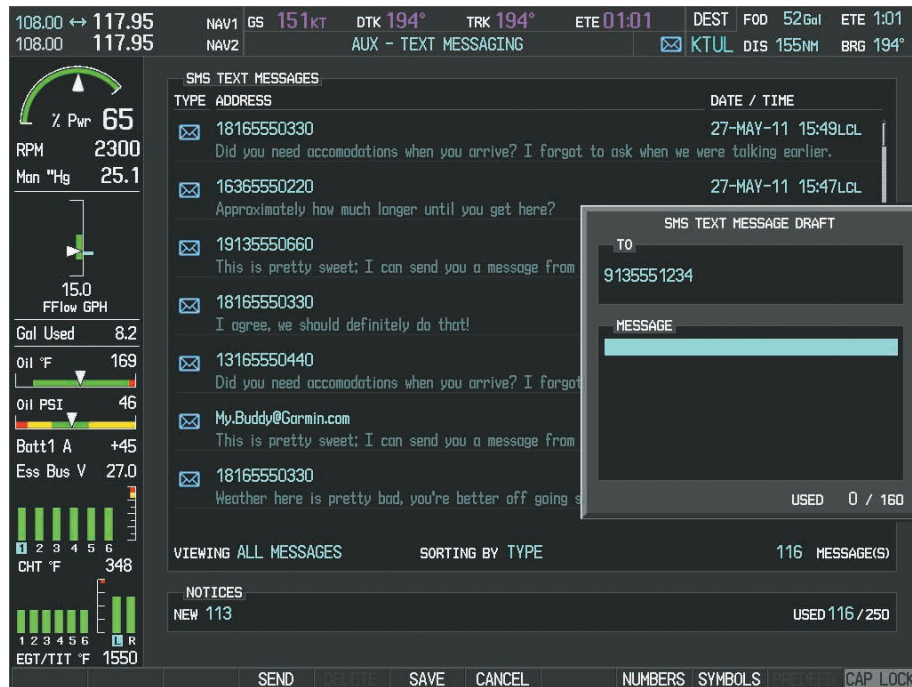 108.00 ↔ 117.95 NAV1 GS 151KT DTK 194° TRK 194° ETE 01:01 DEST FOD 52Gal ETE 1:01
108.00 117.95 NAV2 AUX - TEXT MESSAGING KTUL DIS 155NM BRG 194°
% Pwr 65
RPM 2300
Man "Hg 25.1
15.0
FFlow GPH
Gal Used 8.2
Oil °F 169
Oil PSI 46
Batt1 A +45
Ess Bus V 27.0
1 2 3 4 5 6
CHT °F 348
1 2 3 4 5 6 L R
EGT/TIT °F 1550
SMS TEXT MESSAGES
TYPE ADDRESS DATE / TIME
18165550330 27-MAY-11 15:49LCL
Did you need accomodations when you arrive? I forgot to ask when we were talking earlier.
16365550220 27-MAY-11 15:47LCL
Approximately how much longer until you get here?
19135550660
This is pretty sweet; I can send you a message from
18165550330
I agree, we should definitely do that!
13165550440
Did you need accomodations when you arrive? I forgot
My.Buddy@Garmin.com
This is pretty sweet; I can send you a message from
18165550330
Weather here is pretty bad, you're better off going s
SMS TEXT MESSAGE DRAFT
TO
9135551234
MESSAGE
USED 0 / 160
VIEWING ALL MESSAGES SORTING BY TYPE 116 MESSAGE(S)
NOTICES
NEW 113 USED 116 / 250
SEND DELETE SAVE CANCEL NUMBERS SYMBOLS PREDEFD CAP LOCK